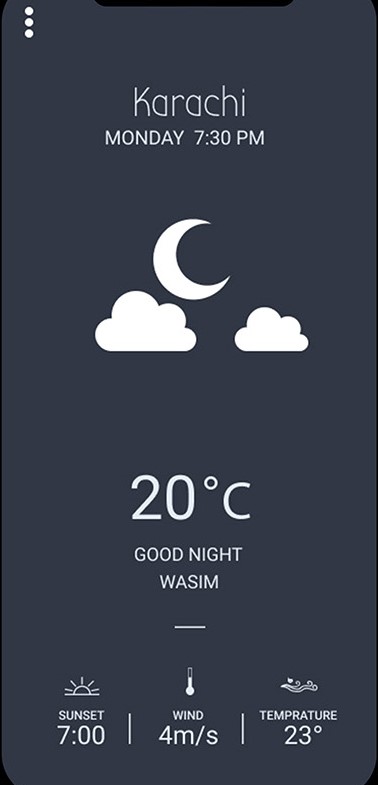 Karachi
MONDAY 7:30 PM
20°C
GOOD NIGHT
WASIM
SUNSET WIND TEMPRATURE
7:00 4m/s 23°